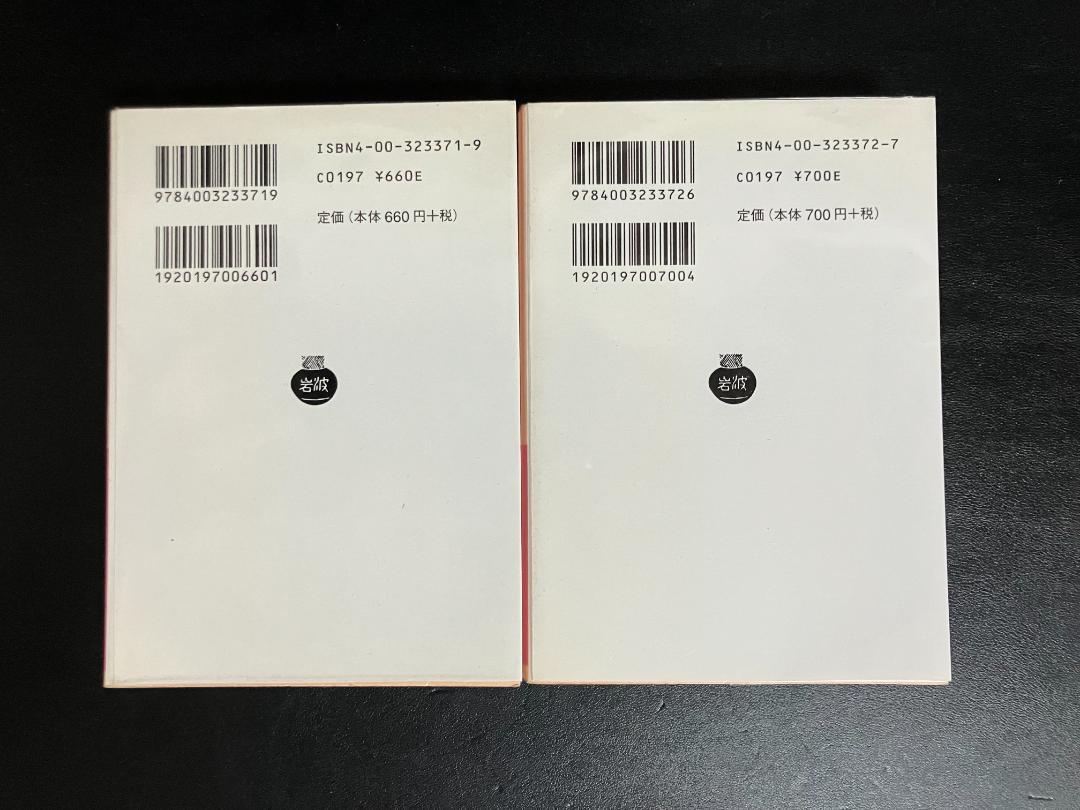 ISBN4-00-323371-9
C0197 ¥660E
9784003233719
定価(本体 660 円+税)
1920197006601
岩波
ISBN4-00-323372-7
C0197 ¥700E
9784003233726
定価(本体 700 円+税)
1920197007004
岩波